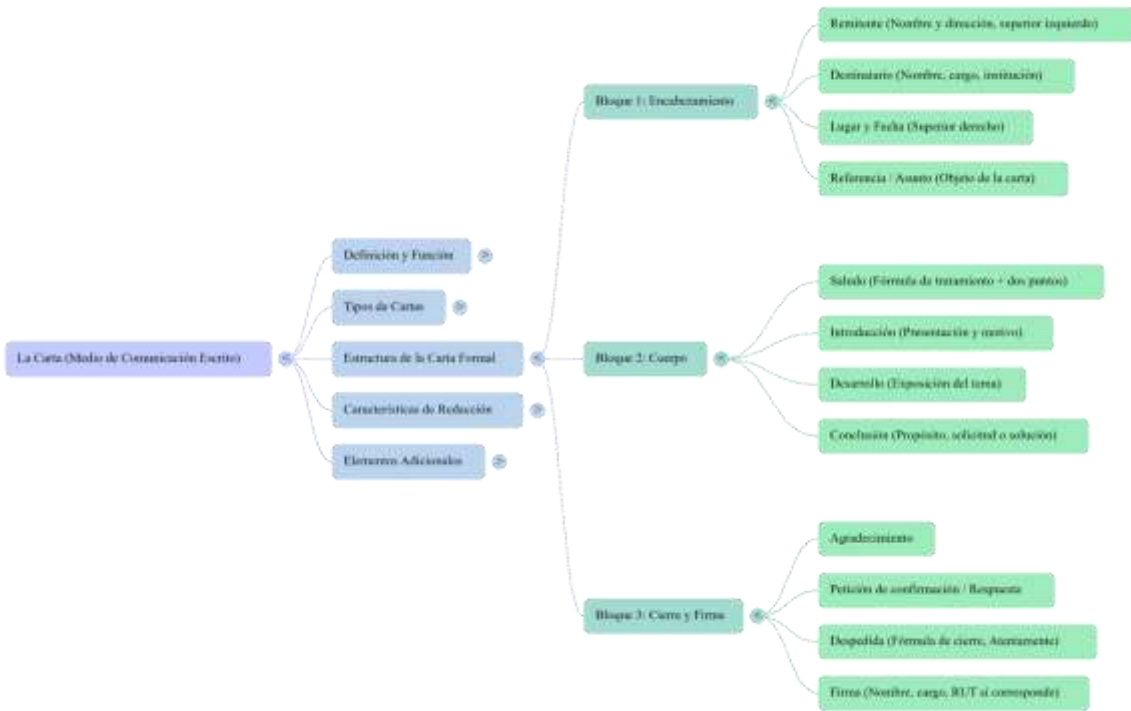 La Carta (Medio de Comunicación Escrito)
Definición y Función
Tipos de Cartas
Estructura de la Carta Formal
Características de Redacción
Elementos Adicionales
Bloque 1: Encabezamiento
Remitente (Nombre y dirección, superior izquierdo)
Destinatario (Nombre, cargo, institución)
Lugar y Fecha (Superior derecho)
Referencia / Asunto (Objeto de la carta)
Bloque 2: Cuerpo
Saludo (Fórmula de tratamiento + dos puntos)
Introducción (Presentación y motivo)
Desarrollo (Exposición del tema)
Conclusión (Propósito, solicitud o solución)
Bloque 3: Cierre y Firma
Agradecimiento
Petición de confirmación / Respuesta
Despedida (Fórmula de cierre, Atentamente)
Firma (Nombre, cargo, RUT si corresponde)